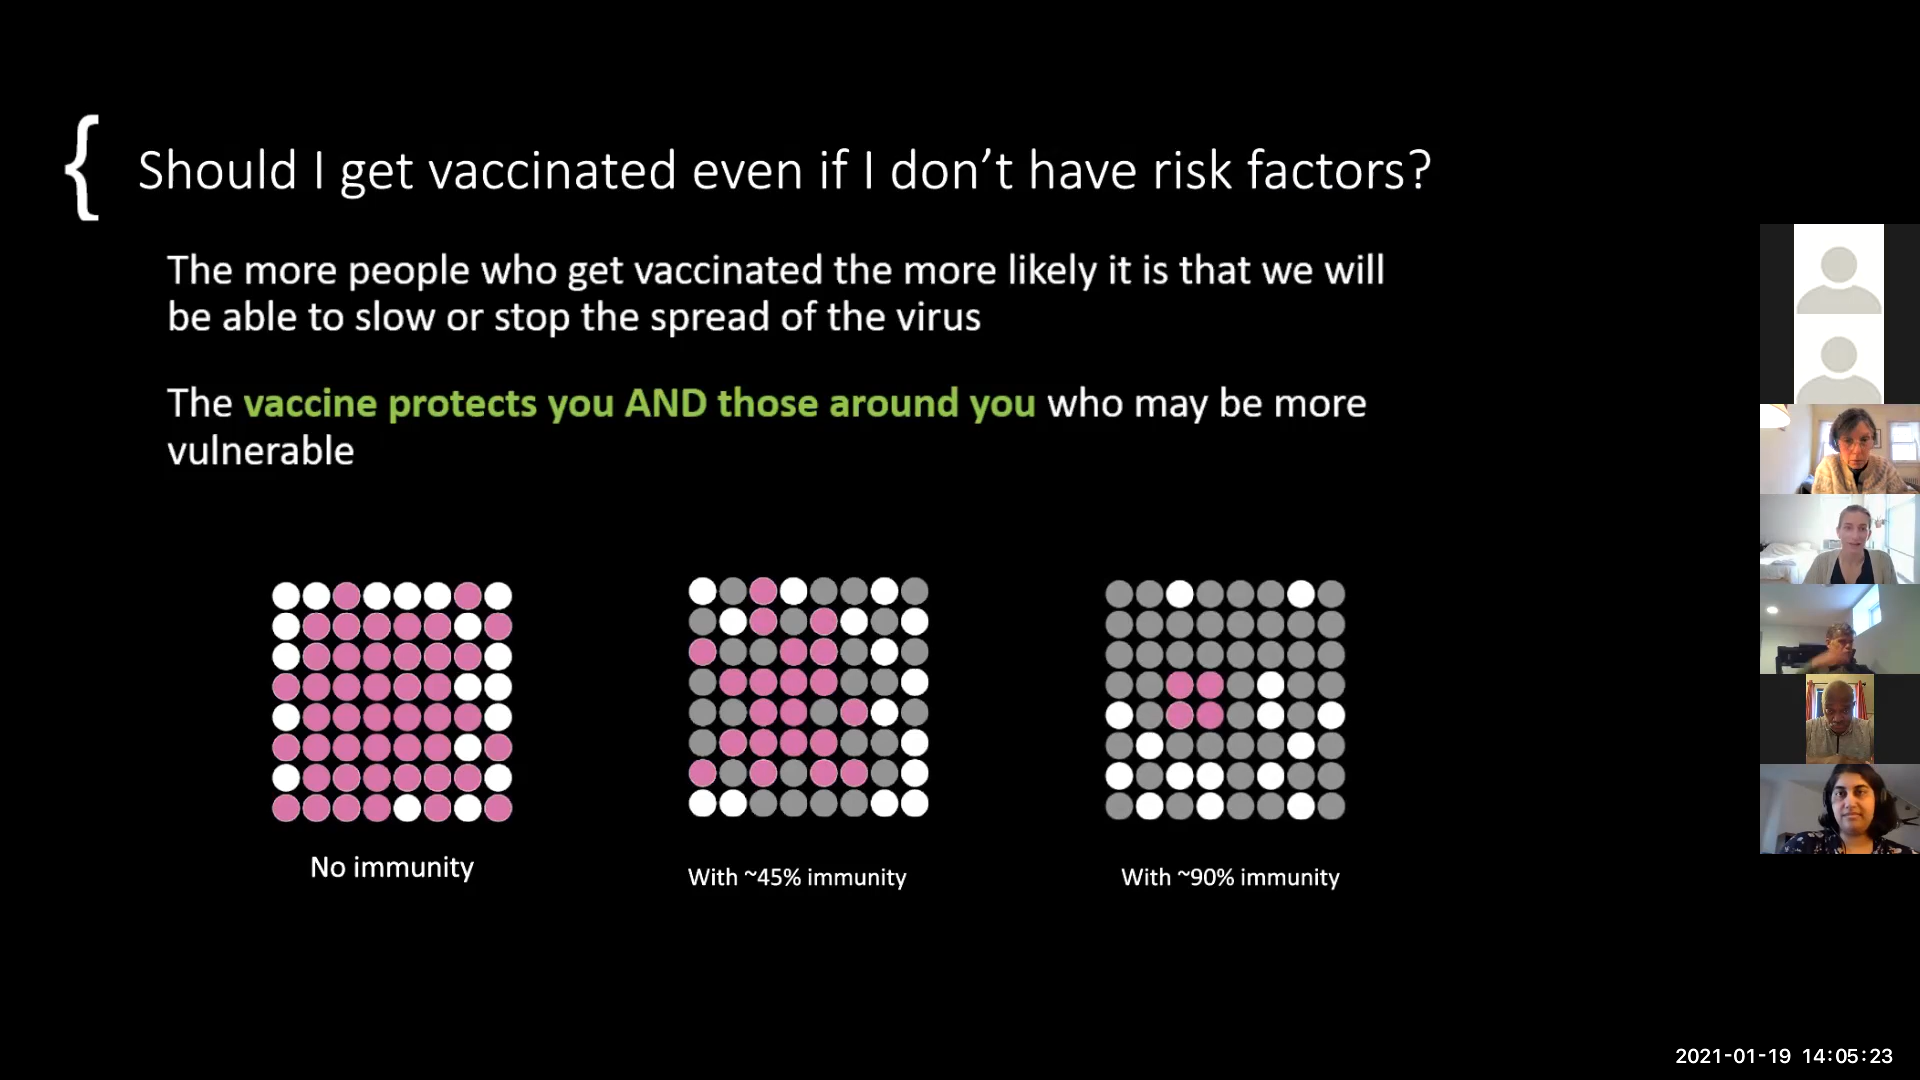 { Should I get vaccinated even if I don’t have risk factors?
The more people who get vaccinated the more likely it is that we will
be able to slow or stop the spread of the virus
The vaccine protects you AND those around you who may be more
vulnerable
No immunity
With ~45% immunity
With ~90% immunity
2021-01-19 14:05:23